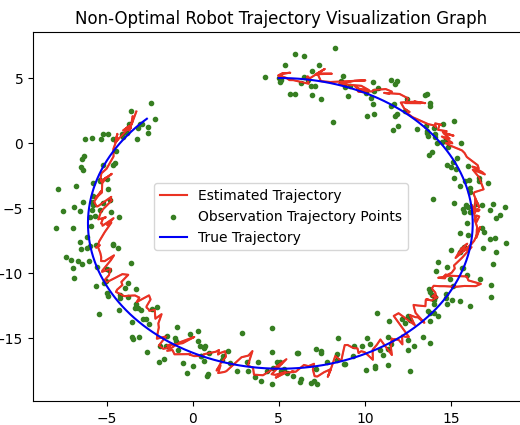 Non-Optimal Robot Trajectory Visualization Graph
5
0
−5
−10
−15
Estimated Trajectory
Observation Trajectory Points
True Trajectory
−5 0 5 10 15